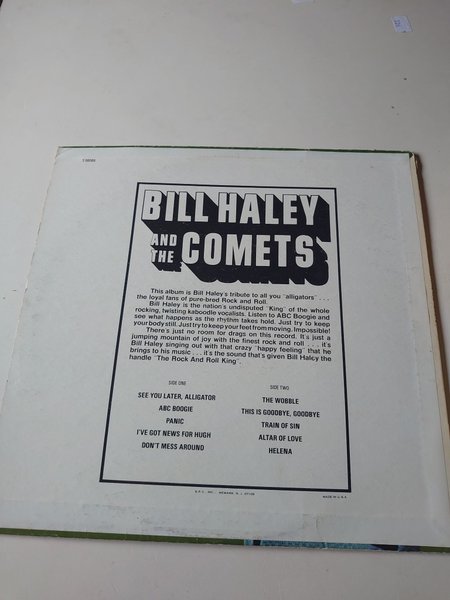 BILL HALEY
AND THE COMETS
This album is Bill Haley's tribute to all you "alligators" . . .
the loyal fans of pure-bred Rock and Roll.
Bill Haley is the nation's undisputed "King" of the whole
rocking, twisting kaboodle vocalists. Listen to ABC Boogie and
see what happens as the rhythm takes hold. Just try to keep
your body still. Just try to keep your feet from moving. Impossible!
There's just no room for drags on this record. It's just a
jumping mountain of joy with the finest rock and roll . . . it's
Bill Haley singing out with that crazy "happy feeling" that he
brings to his music . . . it's the sound that's given Bill Haley the
handle "The Rock And Roll King".
SIDE ONE
SEE YOU LATER, ALLIGATOR
ABC BOOGIE
PANIC
I'VE GOT NEWS FOR HUGH
DON'T MESS AROUND
SIDE TWO
THE WOBBLE
THIS IS GOODBYE, GOODBYE
TRAIN OF SIN
ALTAR OF LOVE
HELENA
INC. NEWARK, N. J.
MADE IN U.S.A.